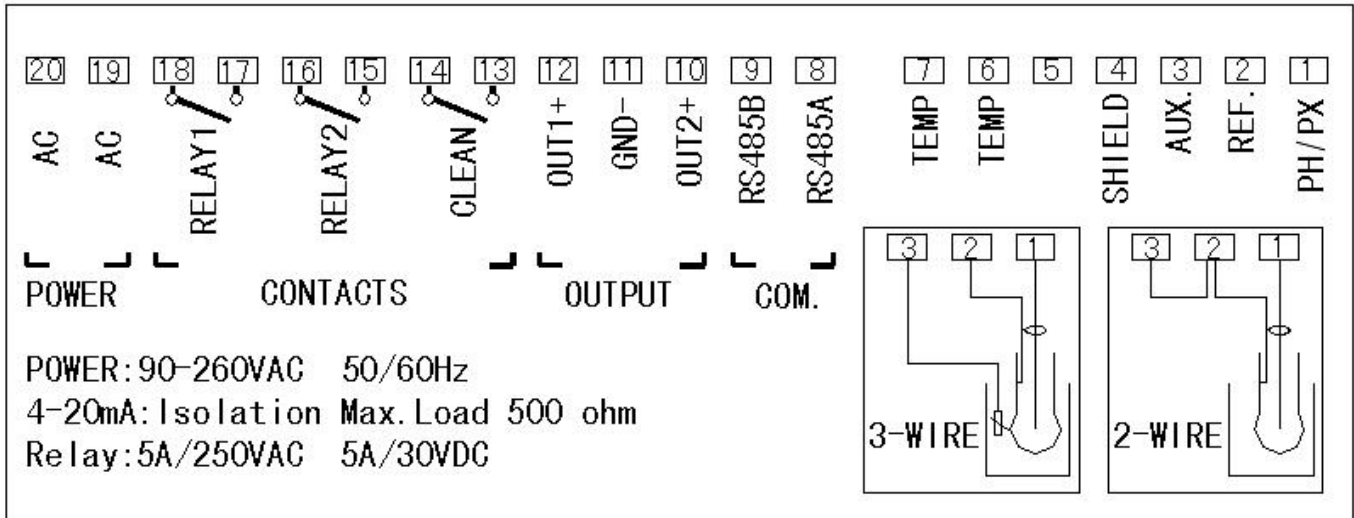 20 19 18 17 16 15 14 13 12 11 10 9 8 7 6 5 4 3 2 1
AC
AC
RELAY1
RELAY2
CLEAN
OUT1+
GND-
OUT2+
RS485B
RS485A
TEMP
TEMP
SHIELD
AUX.
REF.
PH/PX
POWER CONTACTS OUTPUT COM.
POWER:90-260VAC 50/60Hz
4-20mA:Isolation Max.Load 500 ohm
Relay:5A/250VAC 5A/30VDC
3 2 1
3-WIRE
3 2 1
2-WIRE